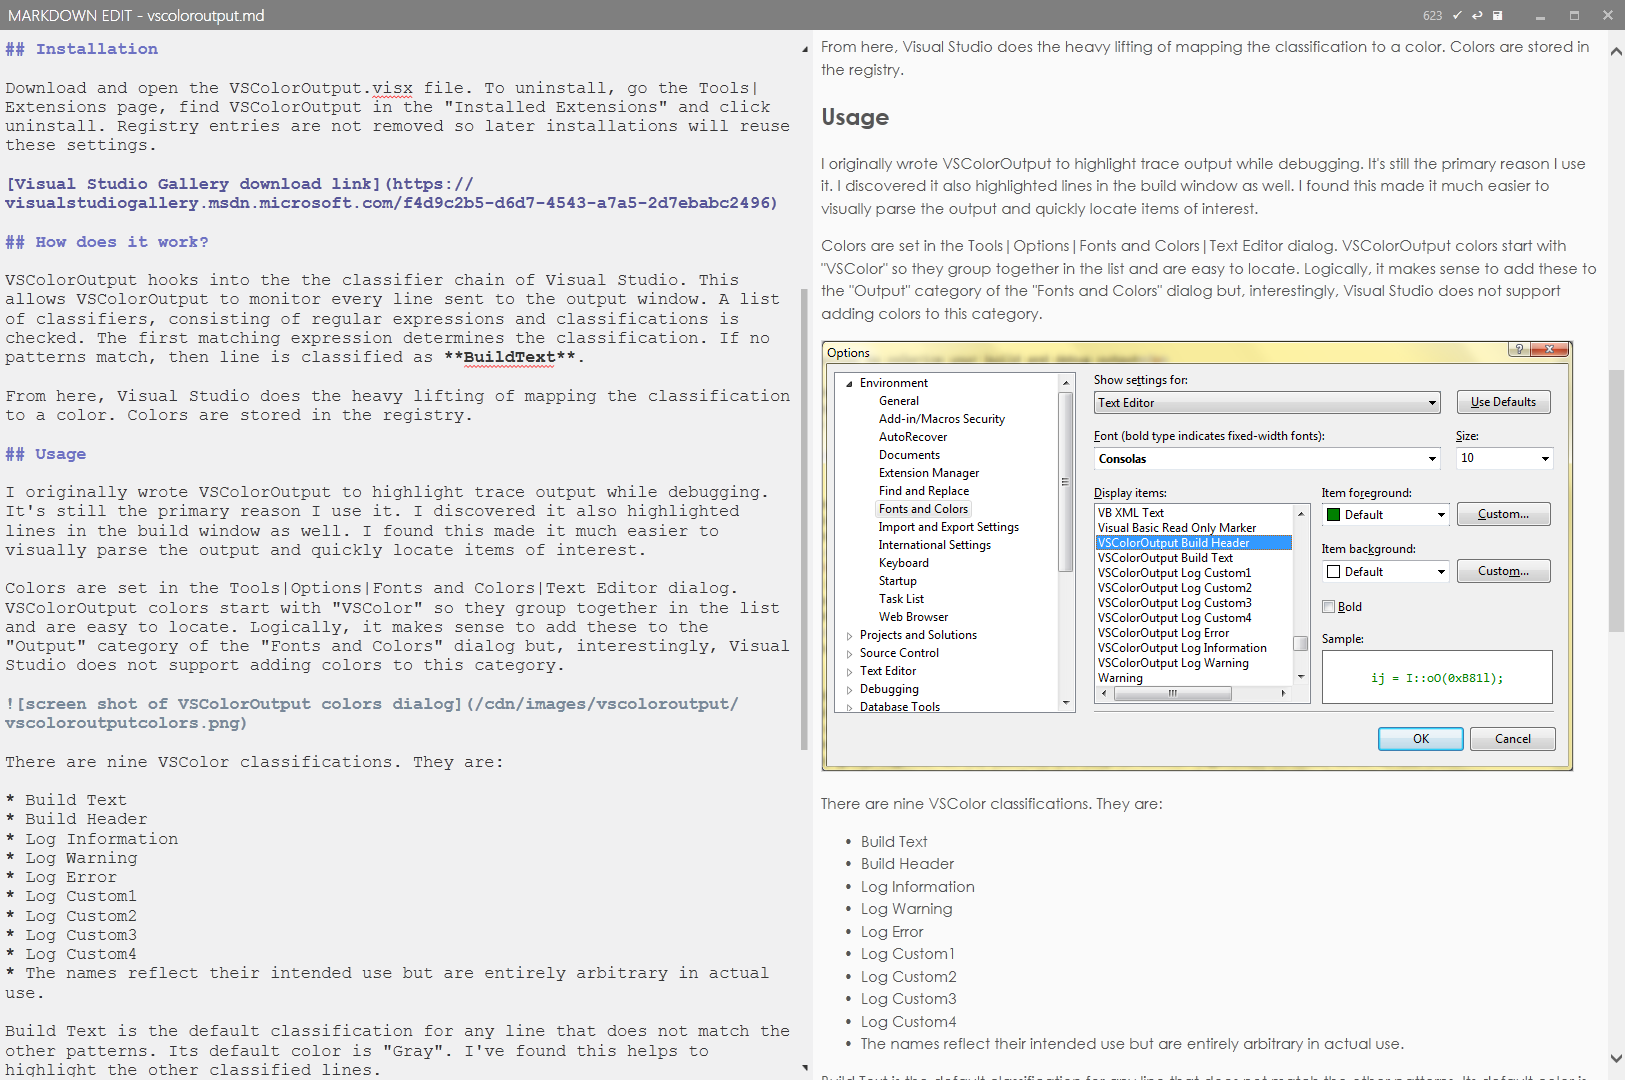 MARKDOWN EDIT - vscoloroutput.md
623
## Installation
Download and open the VSColorOutput.visx file. To uninstall, go the Tools|
Extensions page, find VSColorOutput in the "Installed Extensions" and click
uninstall. Registry entries are not removed so later installations will reuse
these settings.
[Visual Studio Gallery download link](https://
visualstudiogallery.msdn.microsoft.com/f4d9c2b5-d6d7-4543-a7a5-2d7ebabc2496)
## How does it work?
VSColorOutput hooks into the the classifier chain of Visual Studio. This
allows VSColorOutput to monitor every line sent to the output window. A list
of classifiers, consisting of regular expressions and classifications is
checked. The first matching expression determines the classification. If no
patterns match, then line is classified as **BuildText**.
From here, Visual Studio does the heavy lifting of mapping the classification
to a color. Colors are stored in the registry.
## Usage
I originally wrote VSColorOutput to highlight trace output while debugging.
It's still the primary reason I use it. I discovered it also highlighted
lines in the build window as well. I found this made it much easier to
visually parse the output and quickly locate items of interest.
Colors are set in the Tools|Options|Fonts and Colors|Text Editor dialog.
VSColorOutput colors start with "VSColor" so they group together in the list
and are easy to locate. Logically, it makes sense to add these to the
"Output" category of the "Fonts and Colors" dialog but, interestingly, Visual
Studio does not support adding colors to this category.
![screen shot of VSColorOutput colors dialog](/cdn/images/vscoloroutput/
vscoloroutputcolors.png)
There are nine VSColor classifications. They are:
* Build Text
* Build Header
* Log Information
* Log Warning
* Log Error
* Log Custom1
* Log Custom2
* Log Custom3
* Log Custom4
* The names reflect their intended use but are entirely arbitrary in actual
use.
Build Text is the default classification for any line that does not match the
other patterns. Its default color is "Gray". I've found this helps to
highlight the other classified lines.
From here, Visual Studio does the heavy lifting of mapping the classification to a color. Colors are stored in
the registry.
Usage
I originally wrote VSColorOutput to highlight trace output while debugging. It's still the primary reason I use
it. I discovered it also highlighted lines in the build window as well. I found this made it much easier to
visually parse the output and quickly locate items of interest.
Colors are set in the Tools|Options|Fonts and Colors|Text Editor dialog. VSColorOutput colors start with
"VSColor" so they group together in the list and are easy to locate. Logically, it makes sense to add these to
the "Output" category of the "Fonts and Colors" dialog but, interestingly, Visual Studio does not support
adding colors to this category.
Options
Environment
General
Add-in/Macros Security
AutoRecover
Documents
Extension Manager
Find and Replace
Fonts and Colors
Import and Export Settings
International Settings
Keyboard
Startup
Task List
Web Browser
Projects and Solutions
Source Control
Text Editor
Debugging
Database Tools
Show settings for:
Text Editor
Use Defaults
Font (bold type indicates fixed-width fonts):
Size:
Consolas
10
Display items:
VB XML Text
Visual Basic Read Only Marker
VSColorOutput Build Header
VSColorOutput Build Text
VSColorOutput Log Custom1
VSColorOutput Log Custom2
VSColorOutput Log Custom3
VSColorOutput Log Custom4
VSColorOutput Log Error
VSColorOutput Log Information
VSColorOutput Log Warning
Warning
Item foreground:
Default
Custom...
Item background:
Default
Custom...
Bold
Sample:
ij = I::oO(0xB81l);
OK
Cancel
There are nine VSColor classifications. They are:
• Build Text
• Build Header
• Log Information
• Log Warning
• Log Error
• Log Custom1
• Log Custom2
• Log Custom3
• Log Custom4
• The names reflect their intended use but are entirely arbitrary in actual use.
Build Text is the default classification for any line that does not match the other patterns. Its default color is